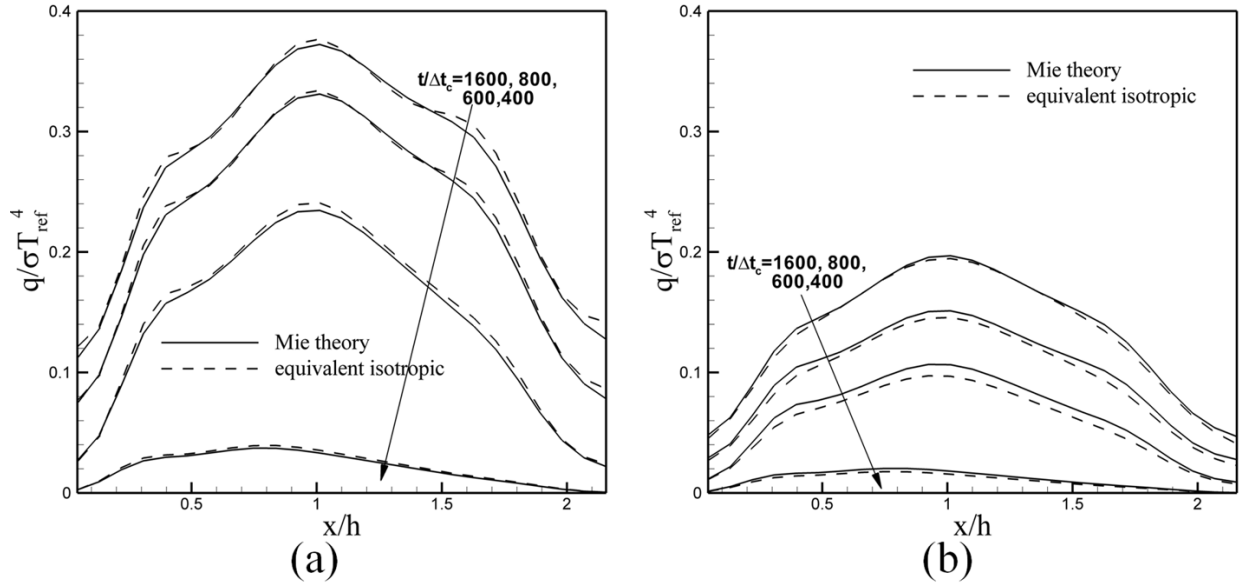 0.4
0.3
0.2
0.1
0
q/σT_ref^4
t/Δt_c=1600, 800,
600,400
Mie theory
equivalent isotropic
0.5
1
1.5
2
x/h
(a)
0.4
0.3
0.2
0.1
0
q/σT_ref^4
Mie theory
equivalent isotropic
t/Δt_c=1600, 800,
600,400
0.5
1
1.5
2
x/h
(b)